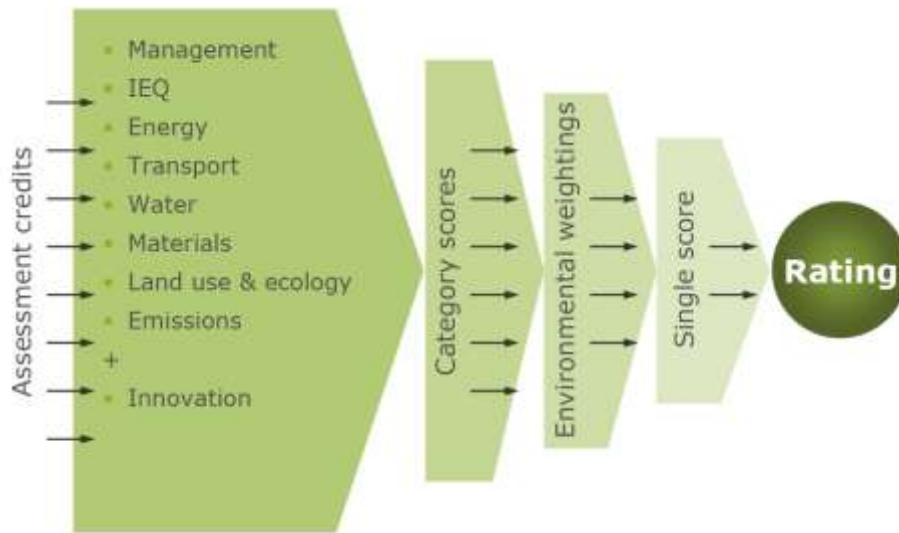 Assessment credits
Management
IEQ
Energy
Transport
Water
Materials
Land use & ecology
Emissions
+
Innovation
Category scores
Environmental weightings
Single score
Rating